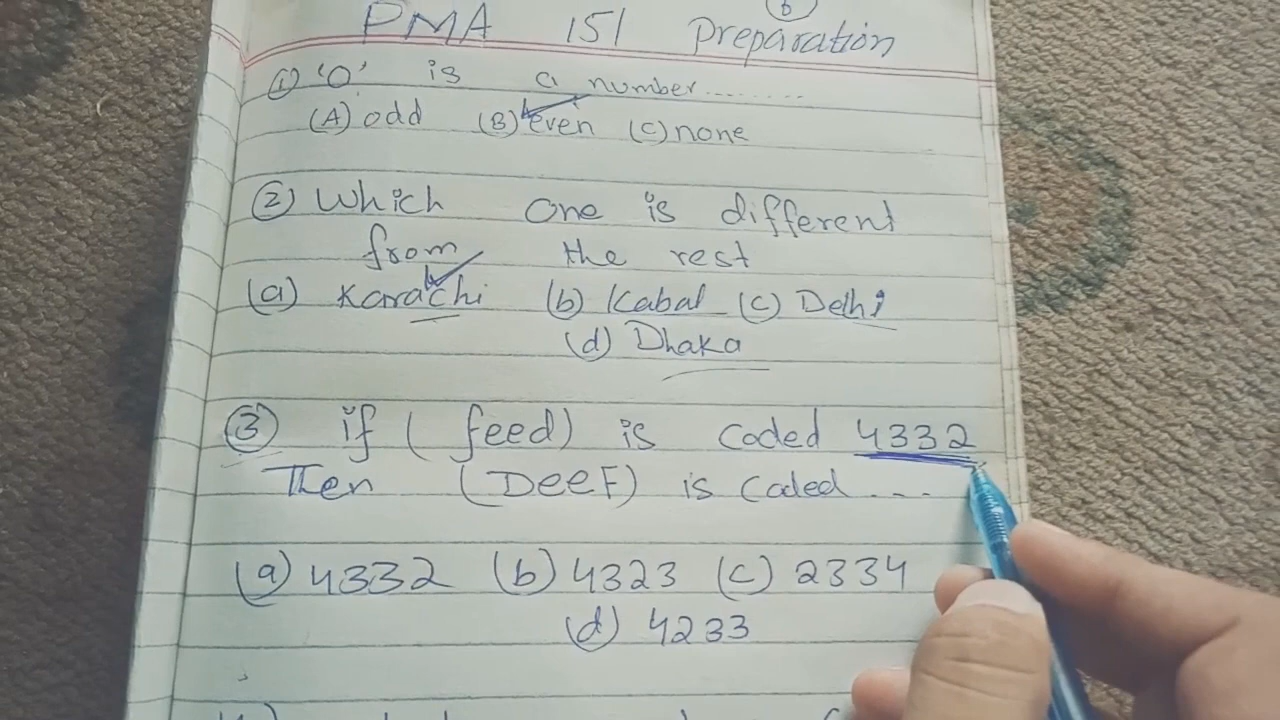 6
PMA 151 Preparation
① 'O' is a number........
(A) odd (B) even (C) none
② Which one is different
from the rest
(a) Karachi (b) Kabal (c) Delhi
(d) Dhaka
③ if ( feed) is coded 4332
Then (DeeF) is Coded ...
(a) 4332 (b) 4323 (c) 2334
(d) 4233